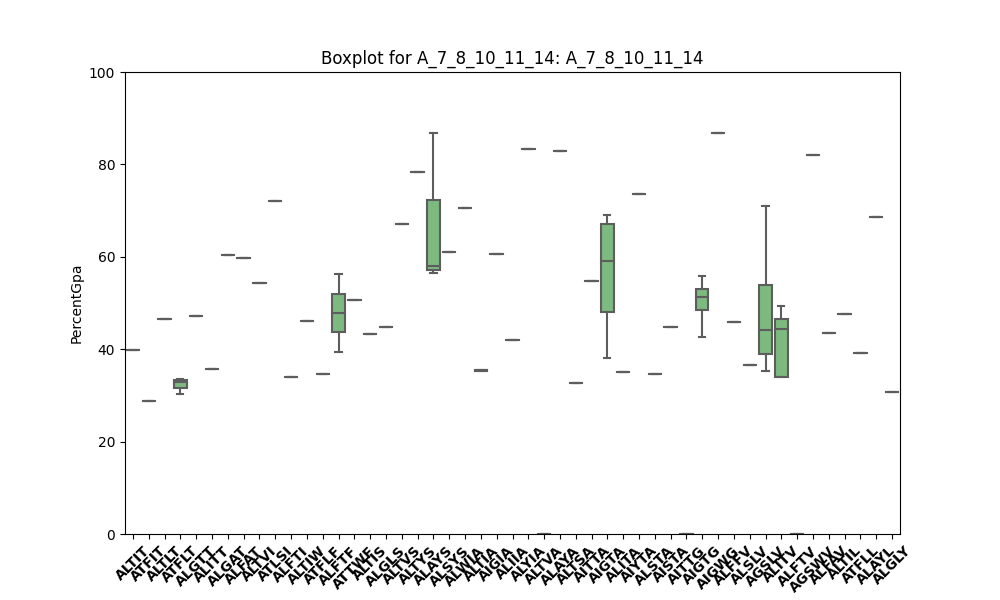 Boxplot for A_7_8_10_11_14: A_7_8_10_11_14
PercentGpa
100
80
60
40
20
0
ALTIT ATFIT ALTLT ATFLT ALGTT ALITT ALGAT ALFAT ALTVI ATLSI ALFTI ALTIW ATFLF ALFTF ATTWF ALTIS ALGLS ALTVS ALTYS ALAYS ALSYS ALWIA ALFIA AIGIA ALIIA ALYIA ALTVA ALAYA ALTSA AITTA AIGTA ALITA AIYTA ALSTA AISTA AITTG AIGTG AIGWG ALFFV ALSLV AGSLV ALITV ALFTV AGSWV ALFAV ALTIL ATFLL ALAYL ALGLY